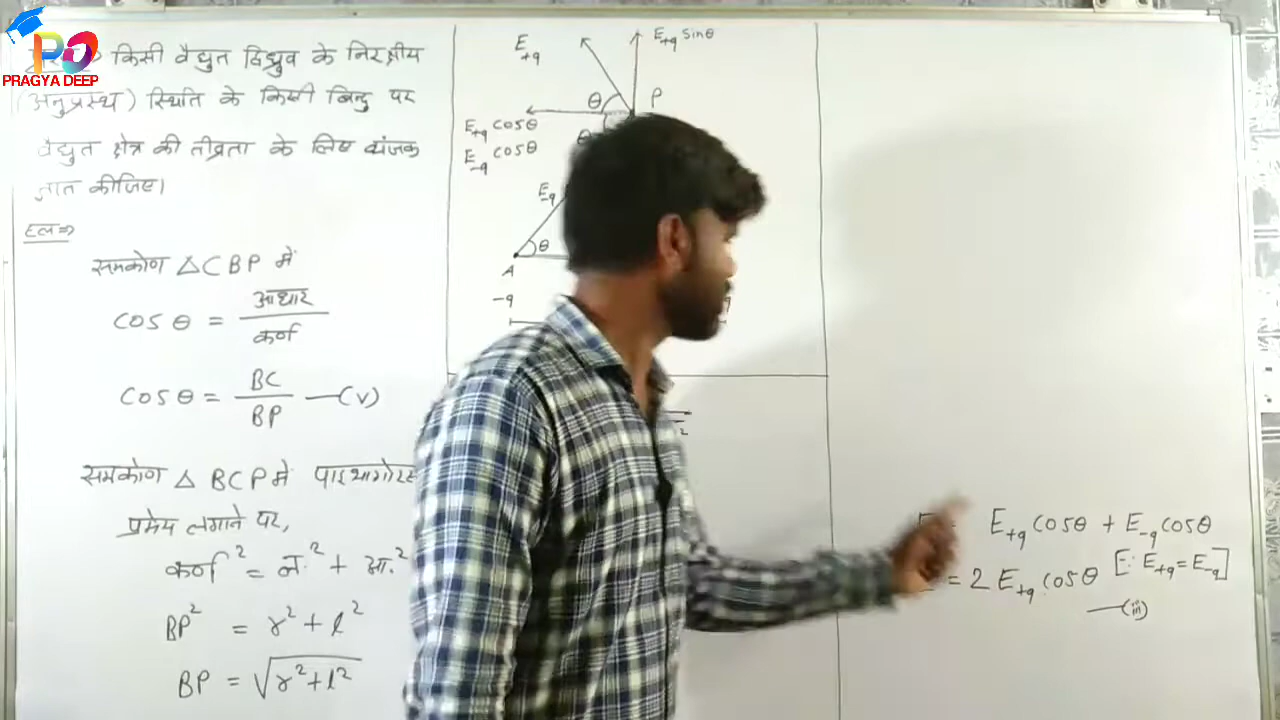 PD
PRAGYA DEEP
किसी वैद्युत द्विध्रुव के निरक्षीय
(अनुप्रस्थ) स्थिति के किसी बिन्दु पर
वैद्युत क्षेत्र की तीव्रता के लिए व्यंजक
ज्ञात कीजिए।
हल⇒
समकोण △CBP में
cos θ = आधार / कर्ण
cos θ = BC / BP —(v)
समकोण △ BCP में पाइथागोरस
प्रमेय लगाने पर,
कर्ण² = ल.² + आ.²
BP² = r² + l²
BP = √r²+l²
E+q
E+q sinθ
θ
P
E+q cosθ
E-q cosθ
θ
E-q
θ
A
-q
E = E+q cosθ + E-q cosθ
= 2 E+q cosθ [∵ E+q = E-q]
—(iii)